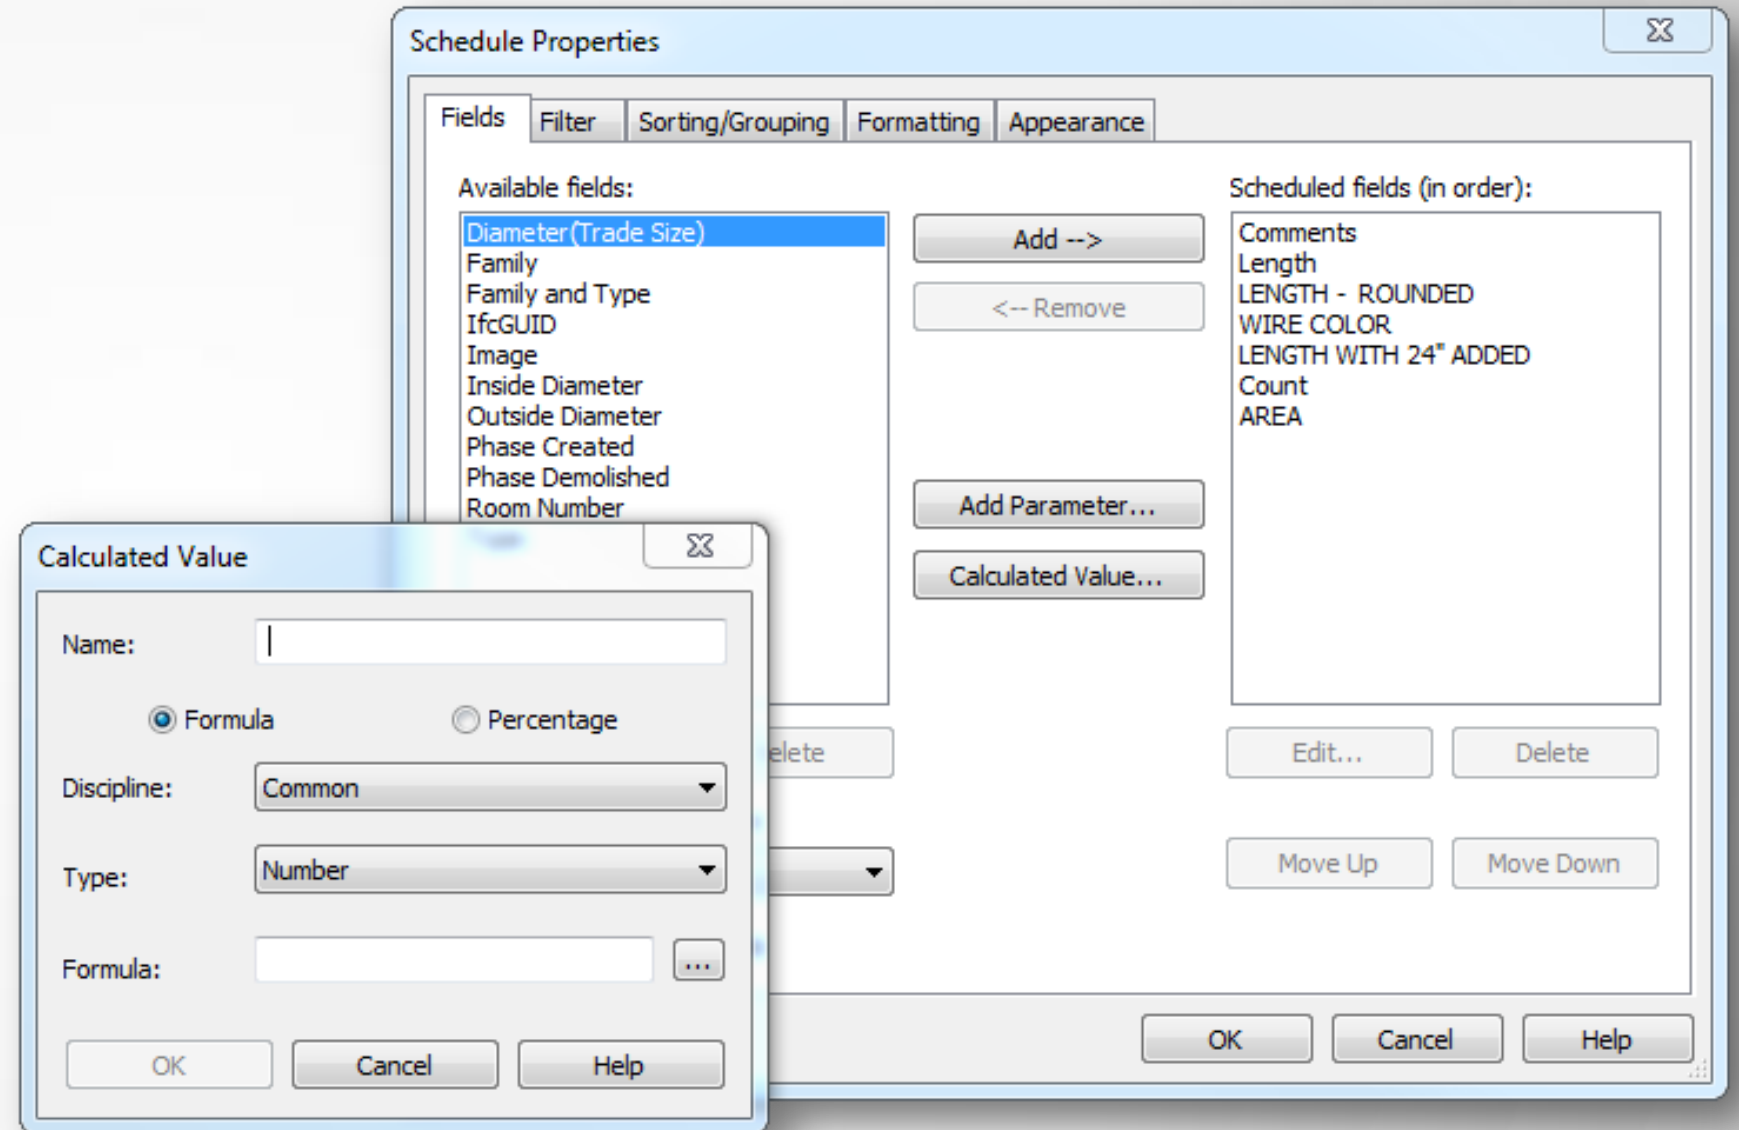 Schedule Properties
Fields Filter Sorting/Grouping Formatting Appearance
Available fields:
Diameter(Trade Size)
Family
Family and Type
IfcGUID
Image
Inside Diameter
Outside Diameter
Phase Created
Phase Demolished
Room Number
Add -->
<-- Remove
Add Parameter...
Calculated Value...
Scheduled fields (in order):
Comments
Length
LENGTH - ROUNDED
WIRE COLOR
LENGTH WITH 24" ADDED
Count
AREA
elete
Edit... Delete
Move Up Move Down
OK Cancel Help
Calculated Value
Name:
Formula Percentage
Discipline: Common
Type: Number
Formula: ...
OK Cancel Help